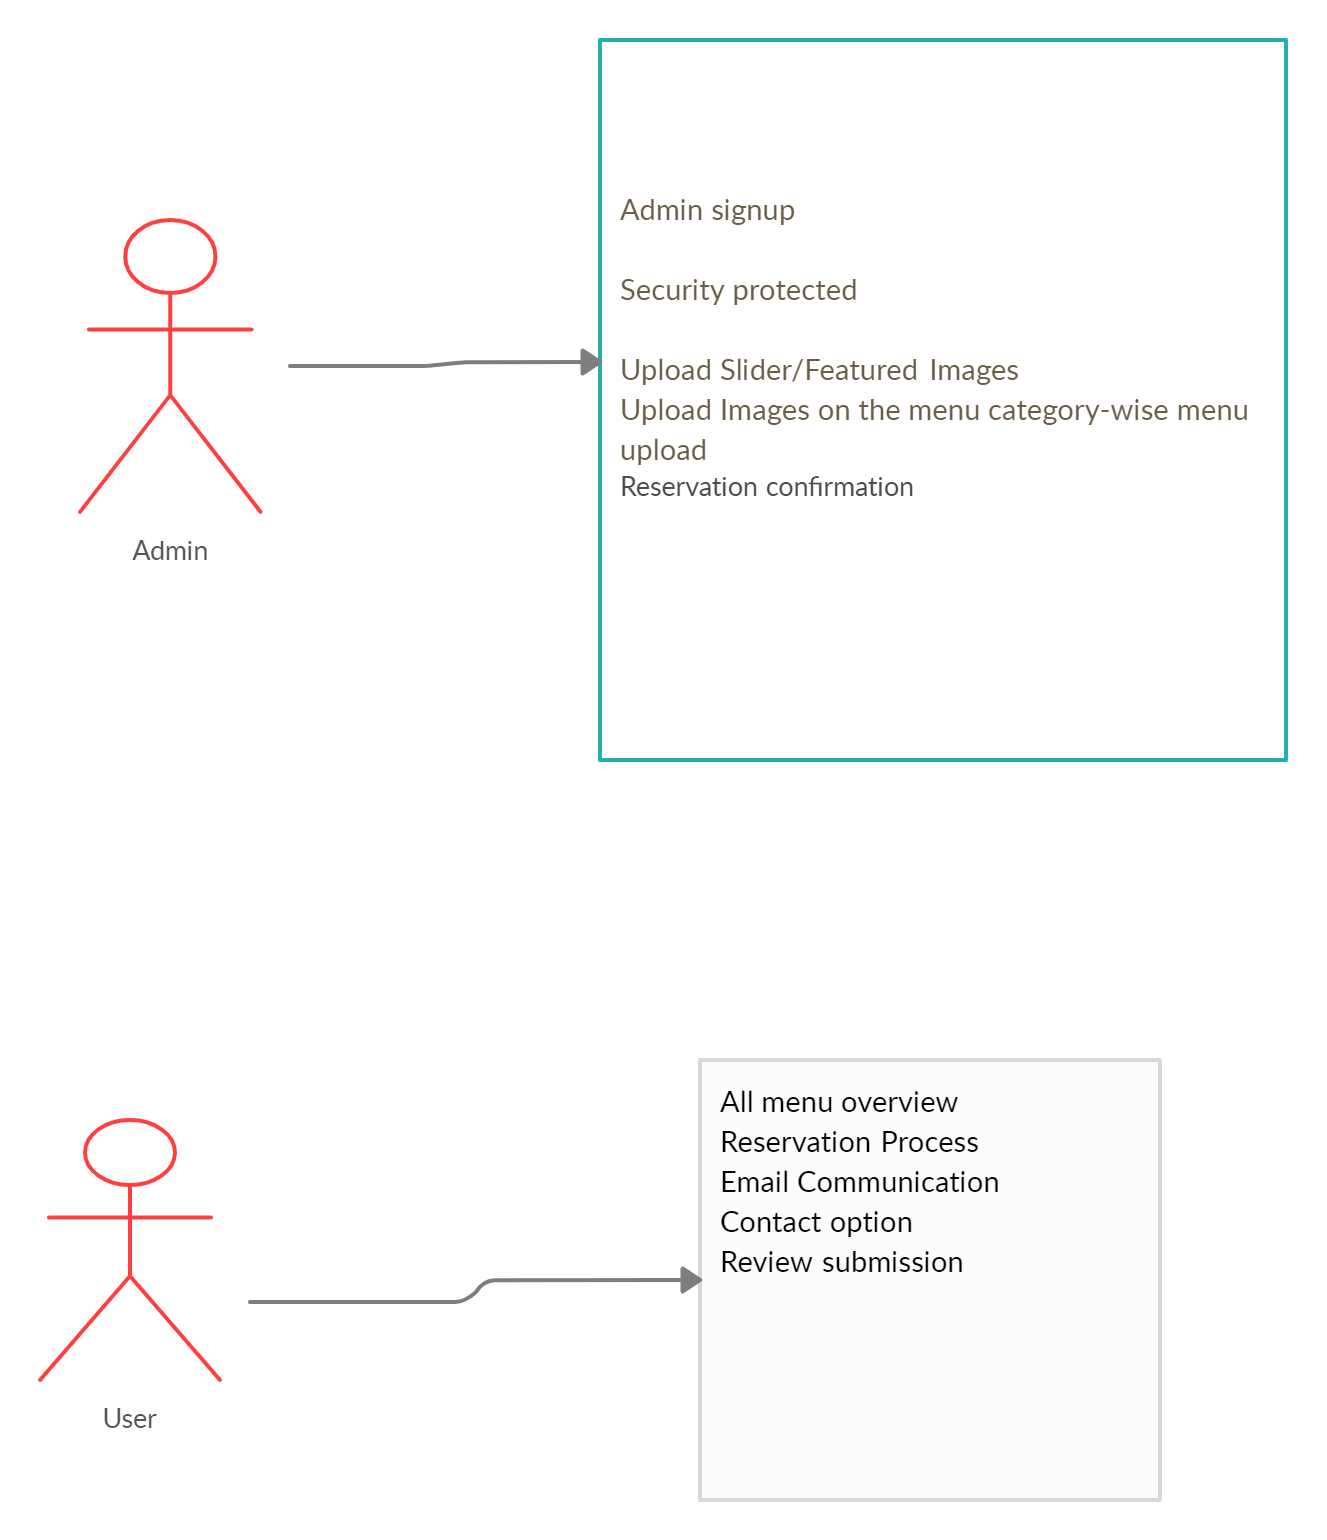 Admin signup
Security protected
Upload Slider/Featured Images
Upload Images on the menu category-wise menu
upload
Reservation confirmation
Admin
All menu overview
Reservation Process
Email Communication
Contact option
Review submission
User